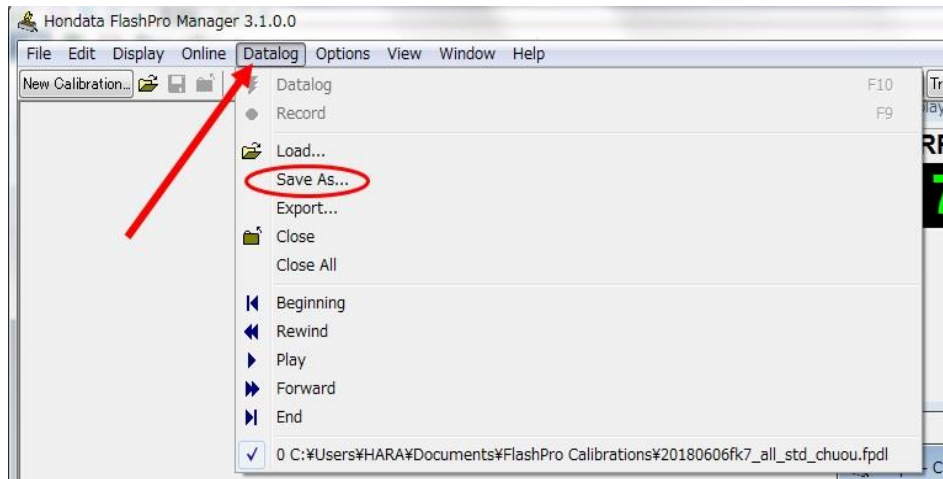 Hondata FlashPro Manager 3.1.0.0
File Edit Display Online Datalog Options View Window Help
New Calibration...
Datalog F10
Record F9
Load...
Save As...
Export...
Close
Close All
Beginning
Rewind
Play
Forward
End
0 C:¥Users¥HARA¥Documents¥FlashPro Calibrations¥20180606fk7_all_std_chuou.fpdl